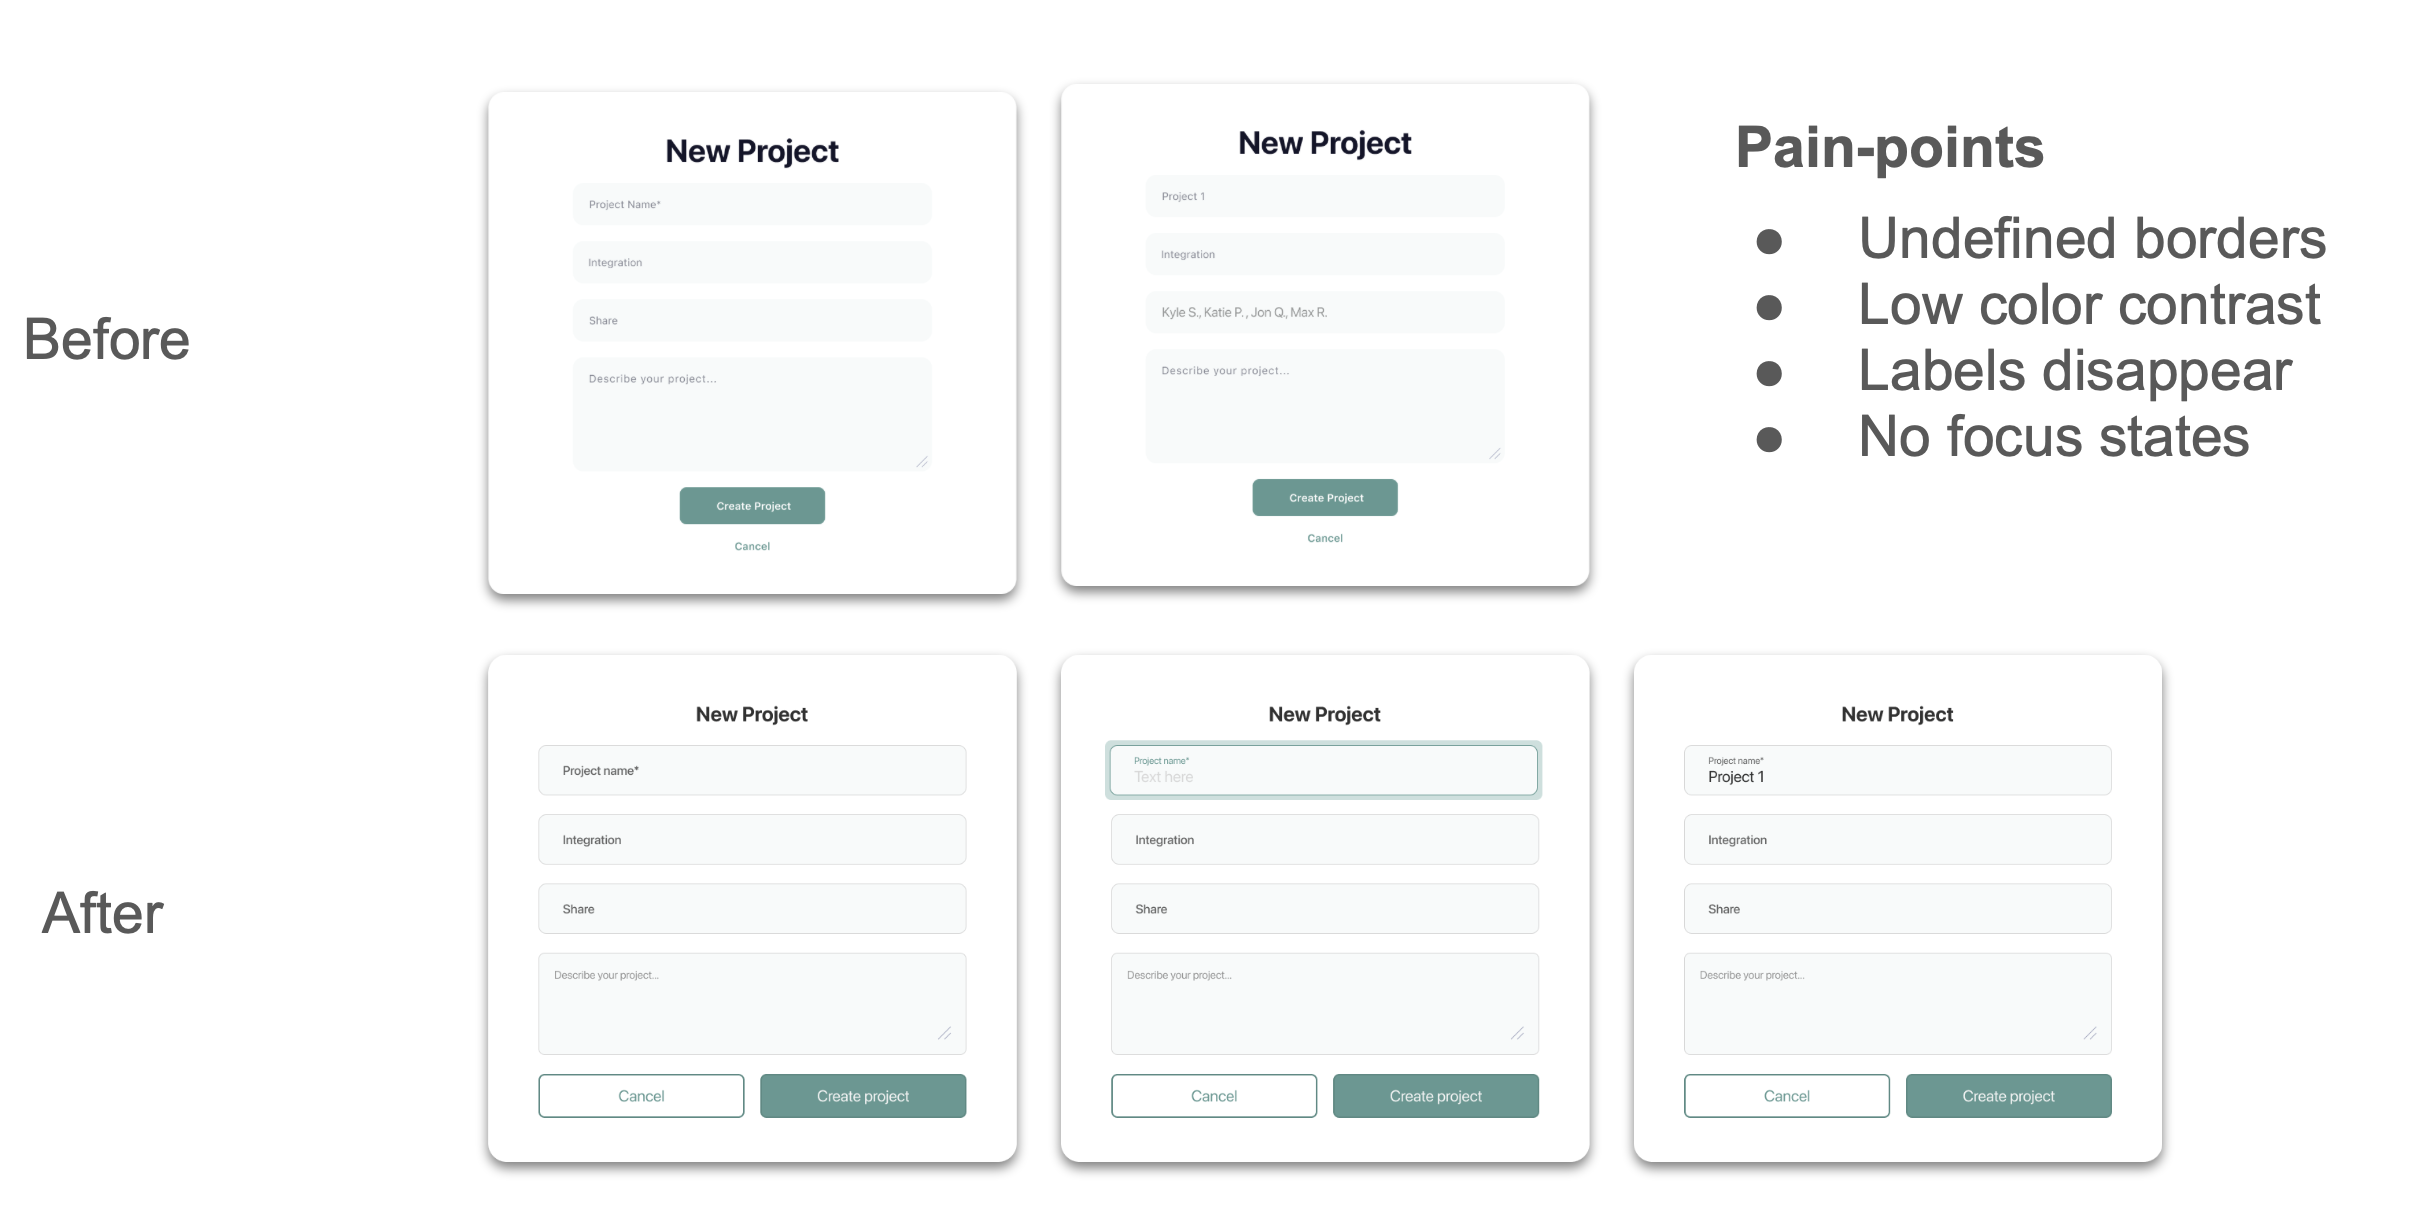 Before
New Project
Project Name*
Integration
Share
Describe your project...
Create Project
Cancel
New Project
Project 1
Integration
Kyle S., Katie P. , Jon Q., Max R.
Describe your project...
Create Project
Cancel
Pain-points
● Undefined borders
● Low color contrast
● Labels disappear
● No focus states
After
New Project
Project name*
Integration
Share
Describe your project...
Cancel
Create project
New Project
Project name*
Text here
Integration
Share
Describe your project...
Cancel
Create project
New Project
Project name*
Project 1
Integration
Share
Describe your project...
Cancel
Create project